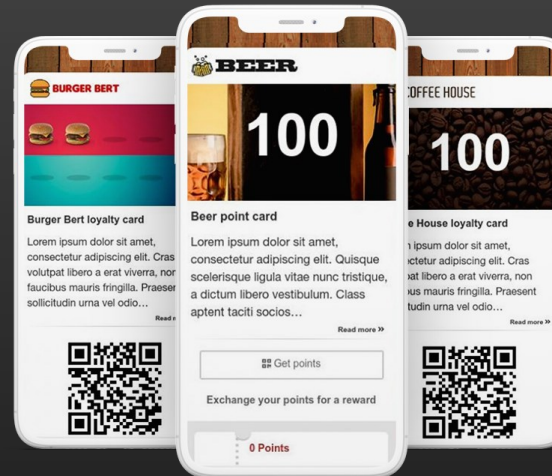 BURGER BERT
Burger Bert loyalty card
Lorem ipsum dolor sit amet,
consectetur adipiscing elit. Cras
volutpat libero a erat viverra, non
faucibus mauris fringilla. Praesen
sollicitudin urna vel odio…
Read
BEER
100
Beer point card
Lorem ipsum dolor sit amet,
consectetur adipiscing elit. Quisque
scelerisque ligula vitae nunc tristique,
a dictum libero vestibulum. Class
aptent taciti socios…
Read more »
Get points
Exchange your points for a reward
0 Points
COFFEE HOUSE
100
e House loyalty card
ipsum dolor sit amet,
ctetur adipiscing elit. Cras
pat libero a erat viverra, non
bus mauris fringilla. Praesent
tudin urna vel odio…
Read more »